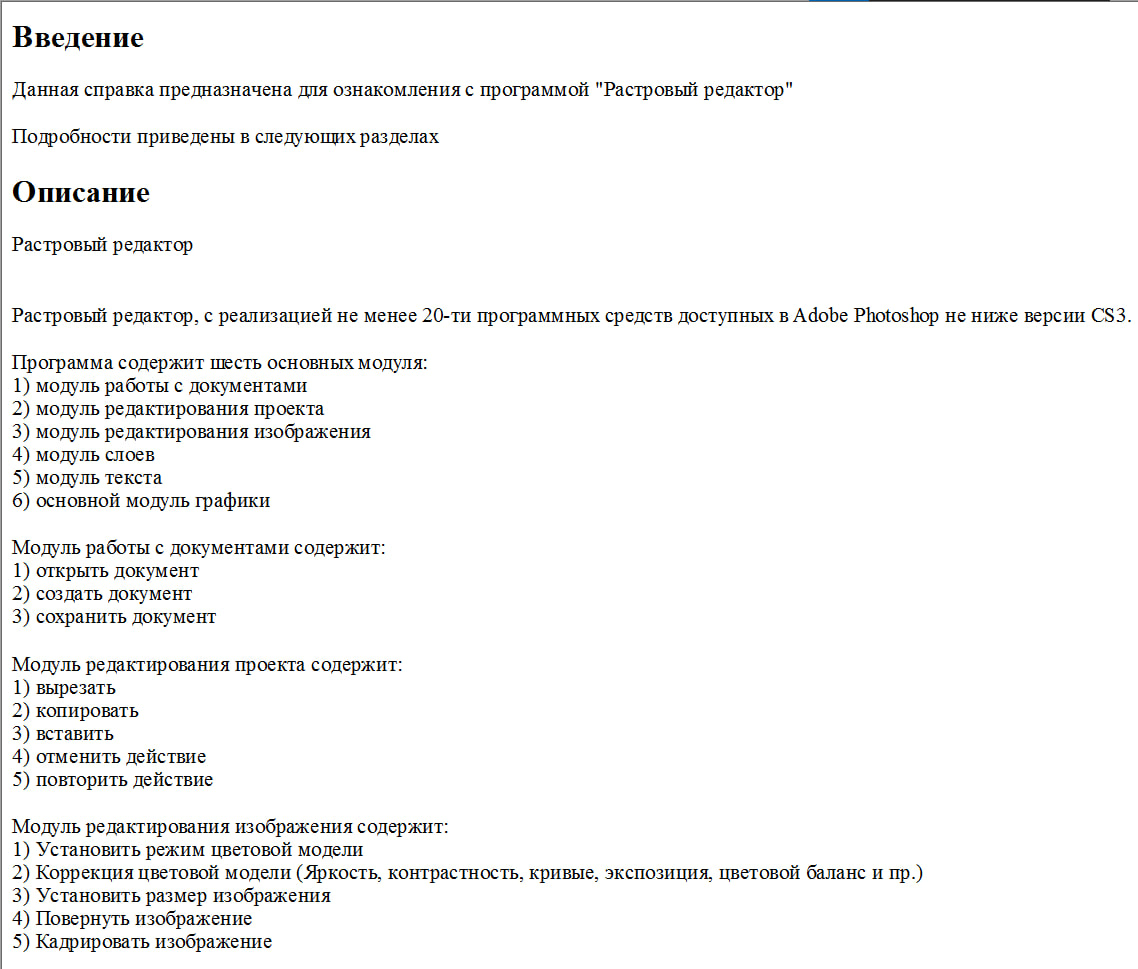 Введение
Данная справка предназначена для ознакомления с программой "Растровый редактор"
Подробности приведены в следующих разделах
Описание
Растровый редактор
Растровый редактор, с реализацией не менее 20-ти программных средств доступных в Adobe Photoshop не ниже версии CS3.
Программа содержит шесть основных модуля:
1) модуль работы с документами
2) модуль редактирования проекта
3) модуль редактирования изображения
4) модуль слоев
5) модуль текста
6) основной модуль графики
Модуль работы с документами содержит:
1) открыть документ
2) создать документ
3) сохранить документ
Модуль редактирования проекта содержит:
1) вырезать
2) копировать
3) вставить
4) отменить действие
5) повторить действие
Модуль редактирования изображения содержит:
1) Установить режим цветовой модели
2) Коррекция цветовой модели (Яркость, контрастность, кривые, экспозиция, цветовой баланс и пр.)
3) Установить размер изображения
4) Повернуть изображение
5) Кадрировать изображение